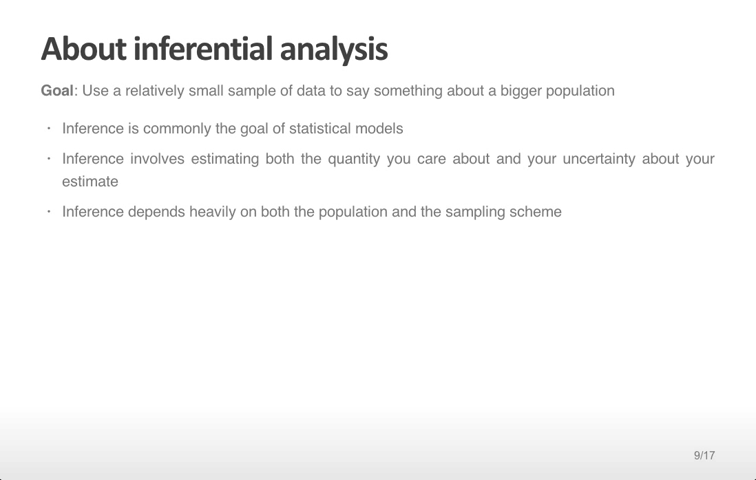 About inferential analysis
Goal: Use a relatively small sample of data to say something about a bigger population
· Inference is commonly the goal of statistical models
· Inference involves estimating both the quantity you care about and your uncertainty about your
estimate
· Inference depends heavily on both the population and the sampling scheme
9/17